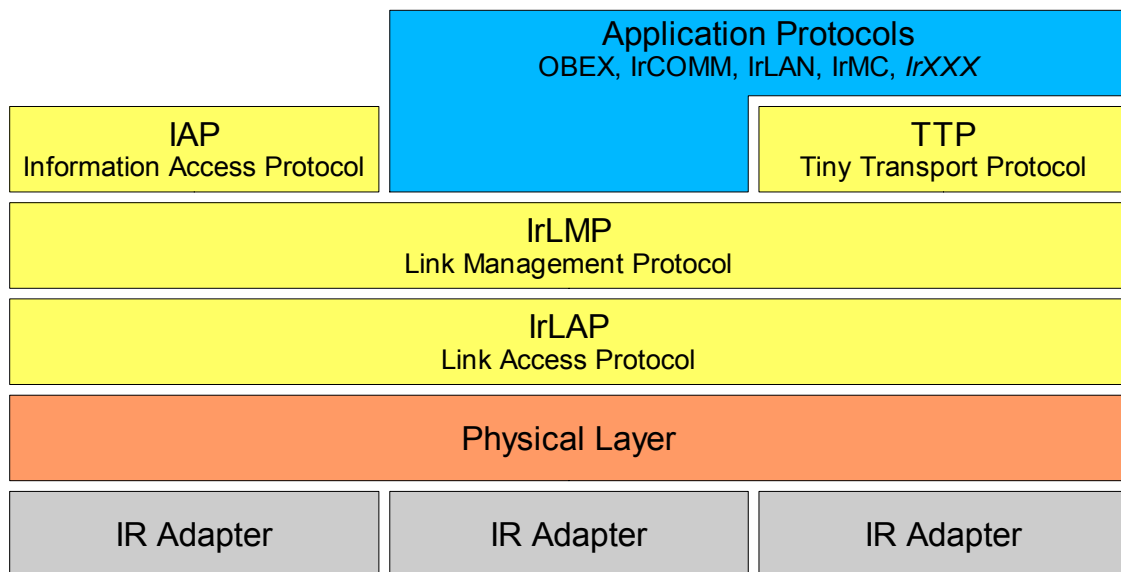 Application Protocols
OBEX, IrCOMM, IrLAN, IrMC, IrXXX
IAP
Information Access Protocol
TTP
Tiny Transport Protocol
IrLMP
Link Management Protocol
IrLAP
Link Access Protocol
Physical Layer
IR Adapter
IR Adapter
IR Adapter